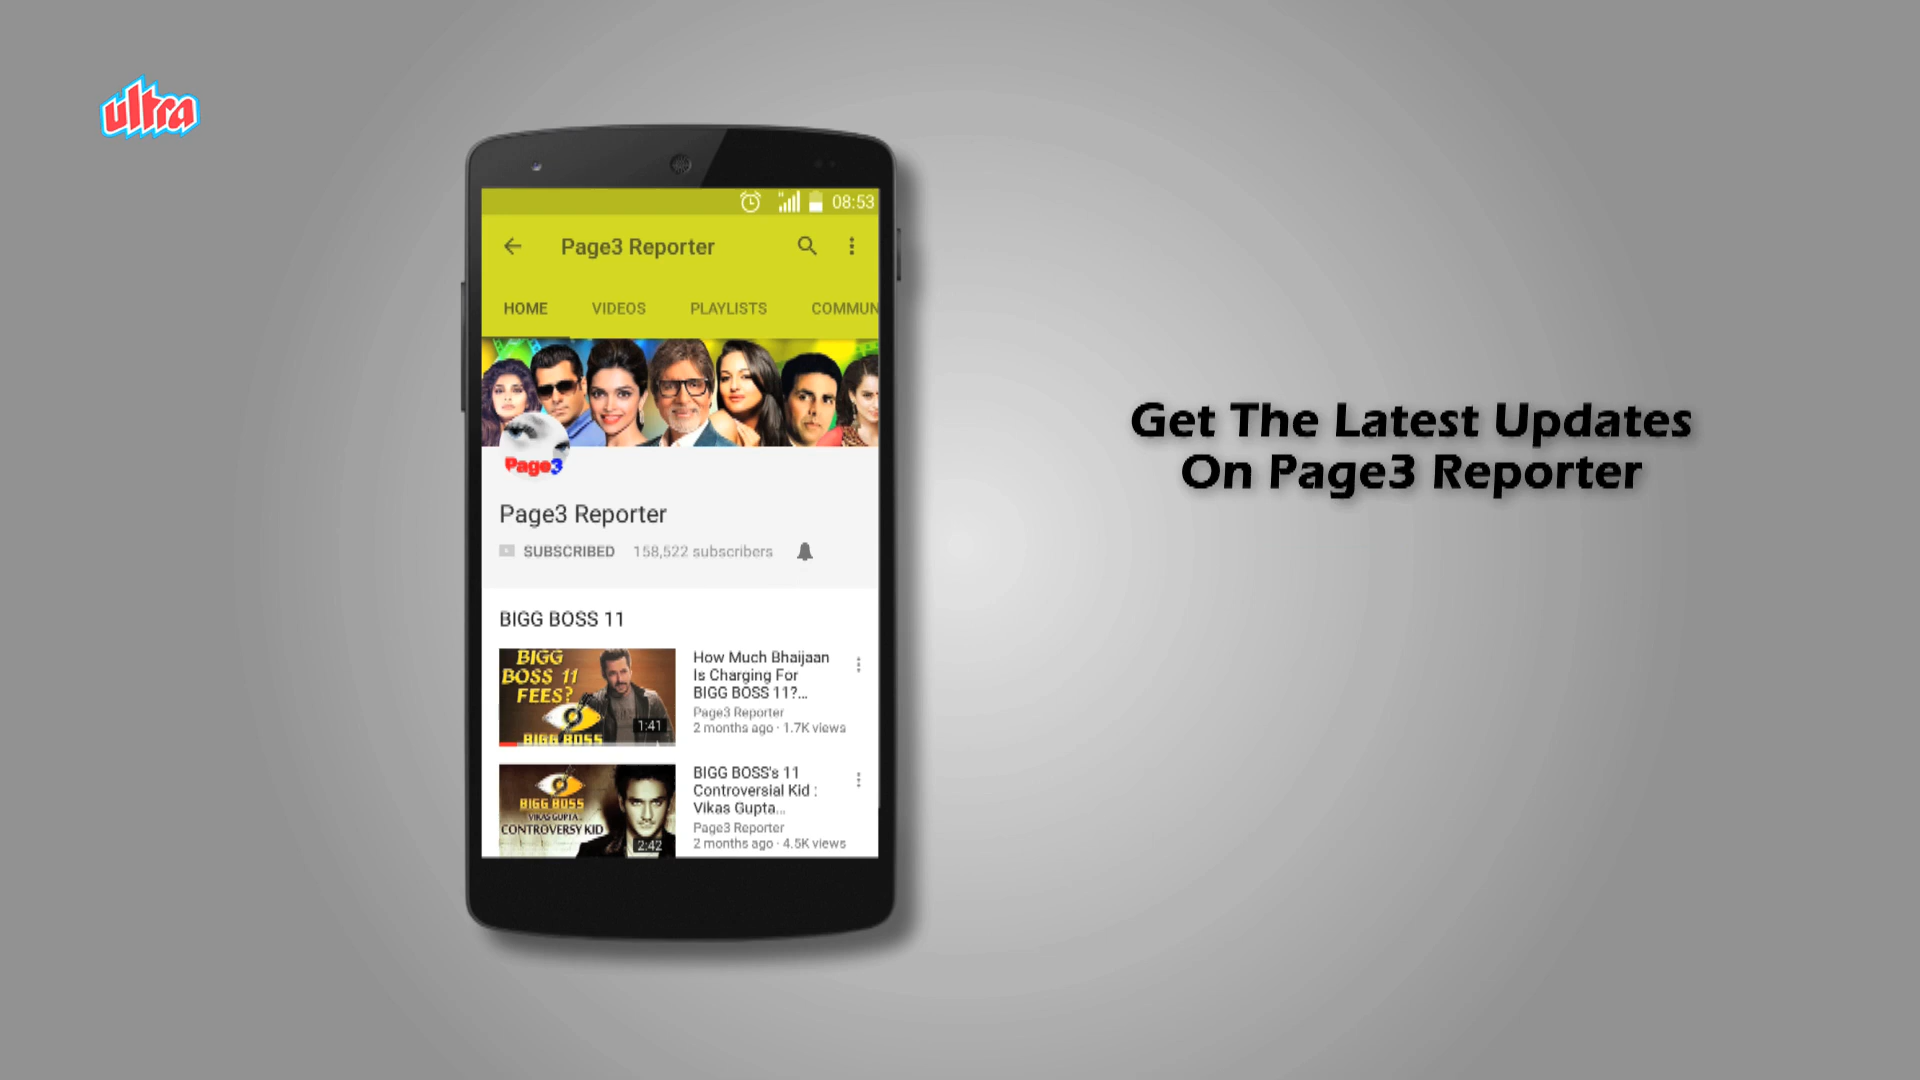 ultra
08:53
Page3 Reporter
HOME VIDEOS PLAYLISTS COMMUN
Page3
Page3 Reporter
SUBSCRIBED 158,522 subscribers
BIGG BOSS 11
BIGG
BOSS 11
FEES?
1:41
BIGG BOSS
How Much Bhaijaan
Is Charging For
BIGG BOSS 11?...
Page3 Reporter
2 months ago · 1.7K views
BIGG BOSS
VIKAS GUPTA...
CONTROVERSY KID
2:42
BIGG BOSS's 11
Controversial Kid :
Vikas Gupta...
Page3 Reporter
2 months ago · 4.5K views
Get The Latest Updates
On Page3 Reporter